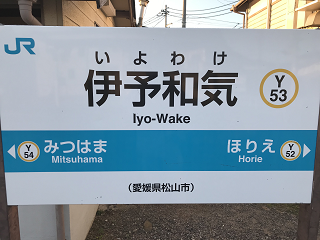 JR
いよわけ
伊予和気
Iyo-Wake
Y
53
Y
54
みつはま
Mitsuhama
ほりえ
Horie
Y
52
(愛媛県松山市)